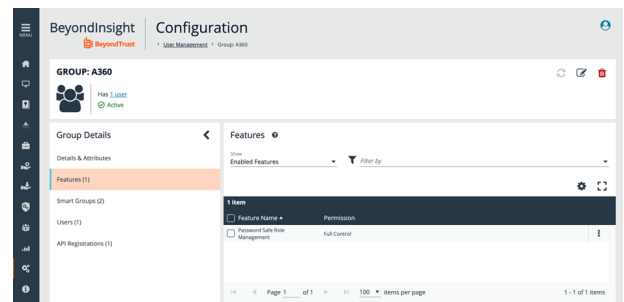 MENU
BeyondInsight
BeyondTrust
Configuration
> User Management > Group: A360
GROUP: A360
Has 1 user
Active
Group Details
Details & Attributes
Features (1)
Smart Groups (2)
Users (1)
API Registrations (1)
Features
Show
Enabled Features
Filter by
1 item
Feature Name
Permission
Password Safe Role
Management
Full Control
Page 1 of 1
100 items per page
1 - 1 of 1 items